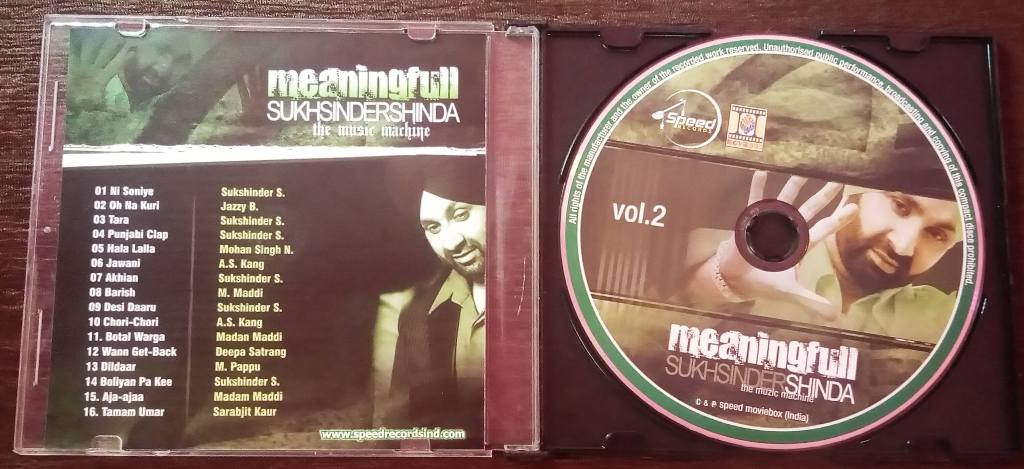 meaningfull
SUKHSINDERSHINDA
the music machine
01 Ni Soniye Sukshinder S.
02 Oh Na Kuri Jazzy B.
03 Tara Sukshinder S.
04 Punjabi Clap Sukshinder S.
05 Hala Lalla Mohan Singh N.
06 Jawani A.S. Kang
07 Akhian Sukshinder S.
08 Barish M. Maddi
09 Desi Daaru Sukshinder S.
10 Chori-Chori A.S. Kang
11. Botal Warga Madan Maddi
12 Wann Get-Back Deepa Satrang
13 Dildaar M. Pappu
14 Boliyan Pa Kee Sukshinder S.
15. Aja-ajaa Madam Maddi
16. Tamam Umar Sarabjit Kaur
www.speedrecordsind.com
All rights of the manufacturer and the owner of the recorded work reserved. Unauthorised public performance, broadcasting and copying of this compact disce prohibited.
Speed
RECORDS
vol.2
meaningfull
SUKHSINDERSHINDA
the muzic machine
C & ℗ speed moviebox (India)